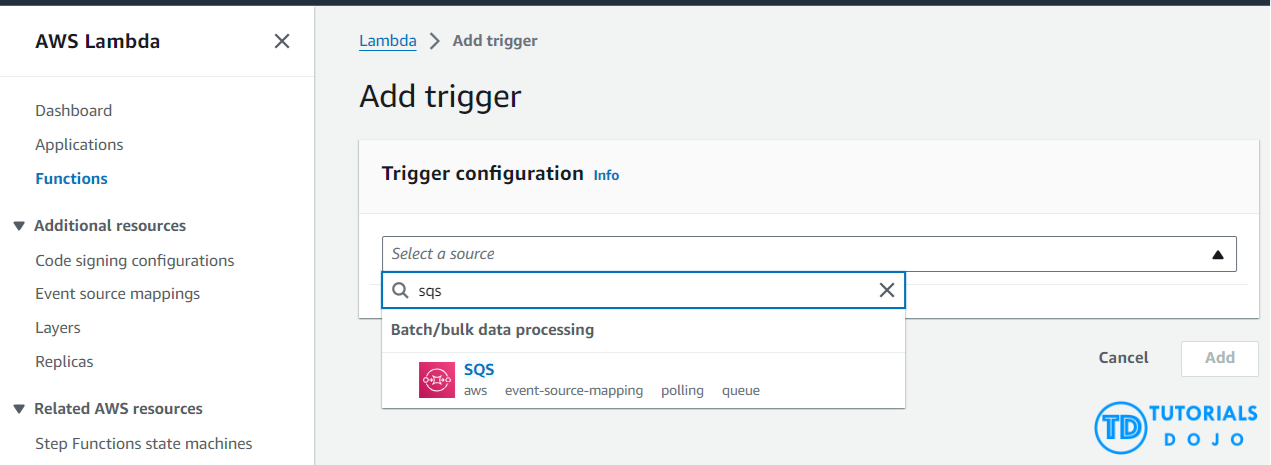 AWS Lambda
Dashboard
Applications
Functions
Additional resources
Code signing configurations
Event source mappings
Layers
Replicas
Related AWS resources
Step Functions state machines
Lambda Add trigger
Add trigger
Trigger configuration Info
Select a source
sqs
Batch/bulk data processing
SQS
aws event-source-mapping polling queue
Cancel Add
TD TUTORIALS
DOJO